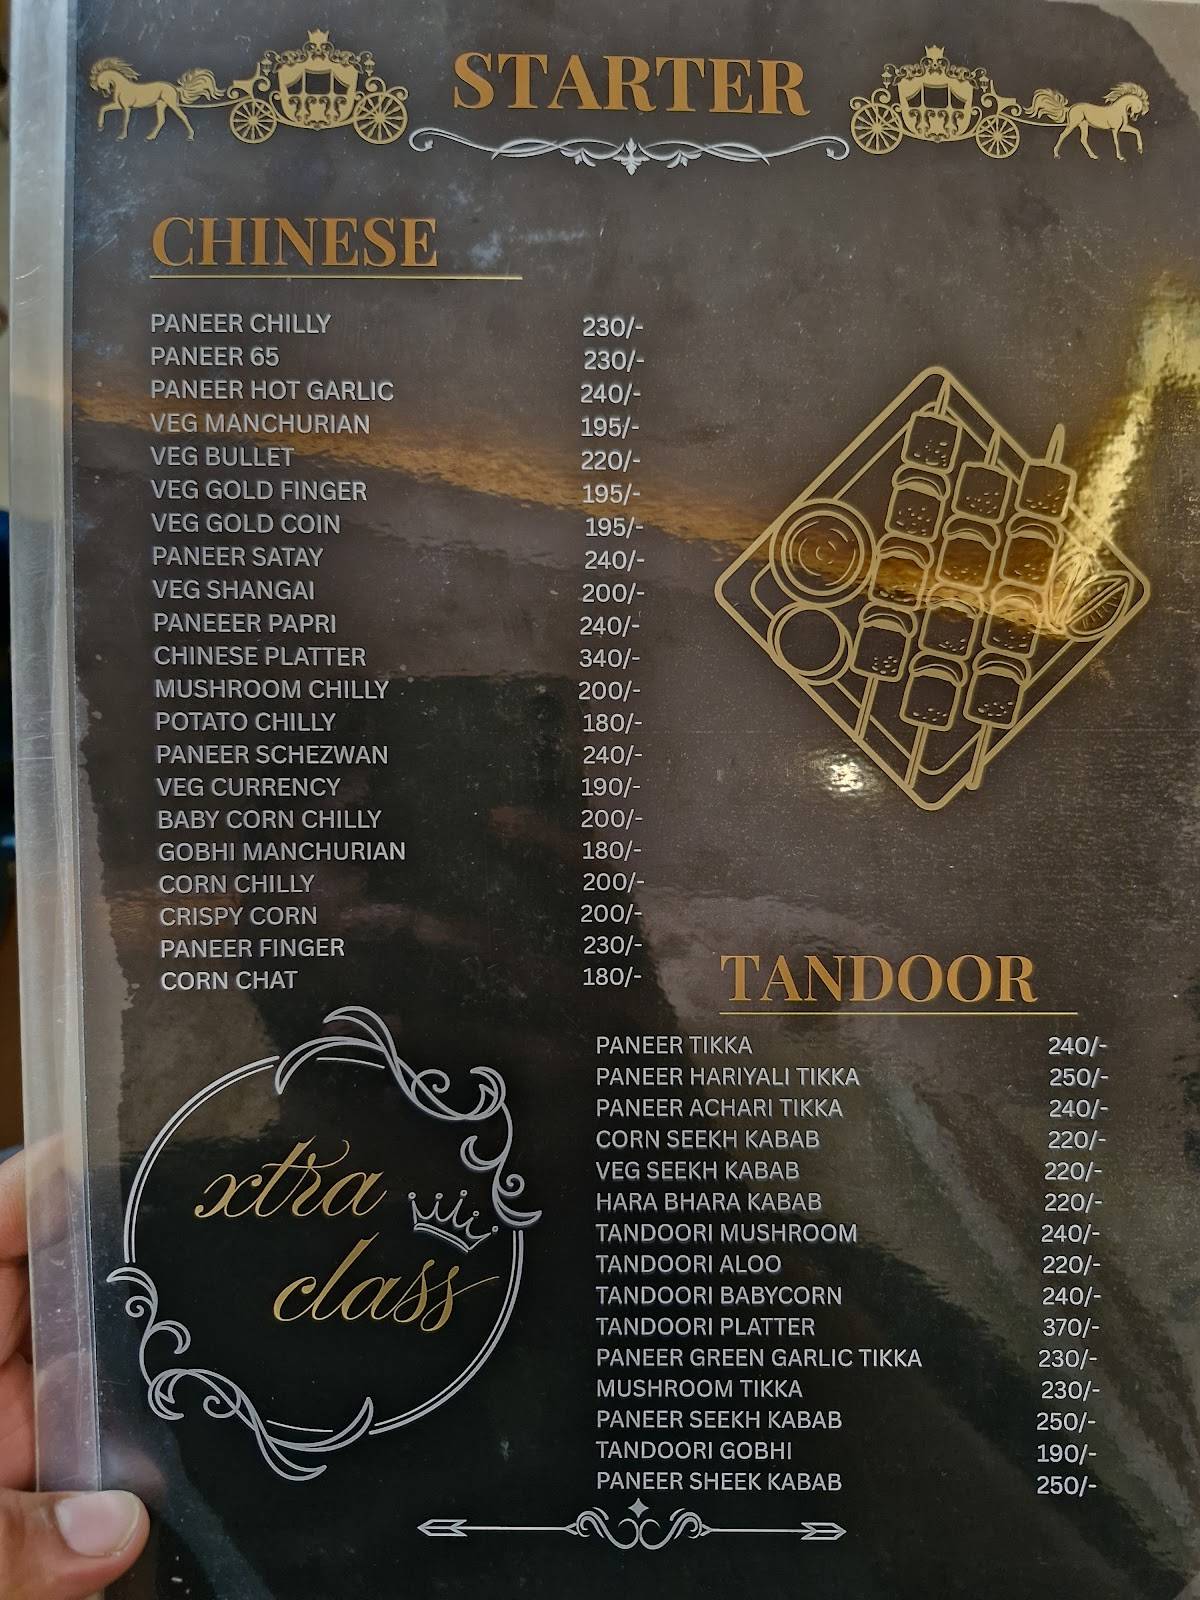 STARTER
CHINESE
PANEER CHILLY 230/-
PANEER 65 230/-
PANEER HOT GARLIC 240/-
VEG MANCHURIAN 195/-
VEG BULLET 220/-
VEG GOLD FINGER 195/-
VEG GOLD COIN 195/-
PANEER SATAY 240/-
VEG SHANGAI 200/-
PANEEER PAPRI 240/-
CHINESE PLATTER 340/-
MUSHROOM CHILLY 200/-
POTATO CHILLY 180/-
PANEER SCHEZWAN 240/-
VEG CURRENCY 190/-
BABY CORN CHILLY 200/-
GOBHI MANCHURIAN 180/-
CORN CHILLY 200/-
CRISPY CORN 200/-
PANEER FINGER 230/-
CORN CHAT 180/-
TANDOOR
PANEER TIKKA 240/-
PANEER HARIYALI TIKKA 250/-
PANEER ACHARI TIKKA 240/-
CORN SEEKH KABAB 220/-
VEG SEEKH KABAB 220/-
HARA BHARA KABAB 220/-
TANDOORI MUSHROOM 240/-
TANDOORI ALOO 220/-
TANDOORI BABYCORN 240/-
TANDOORI PLATTER 370/-
PANEER GREEN GARLIC TIKKA 230/-
MUSHROOM TIKKA 230/-
PANEER SEEKH KABAB 250/-
TANDOORI GOBHI 190/-
PANEER SHEEK KABAB 250/-
xtra
class